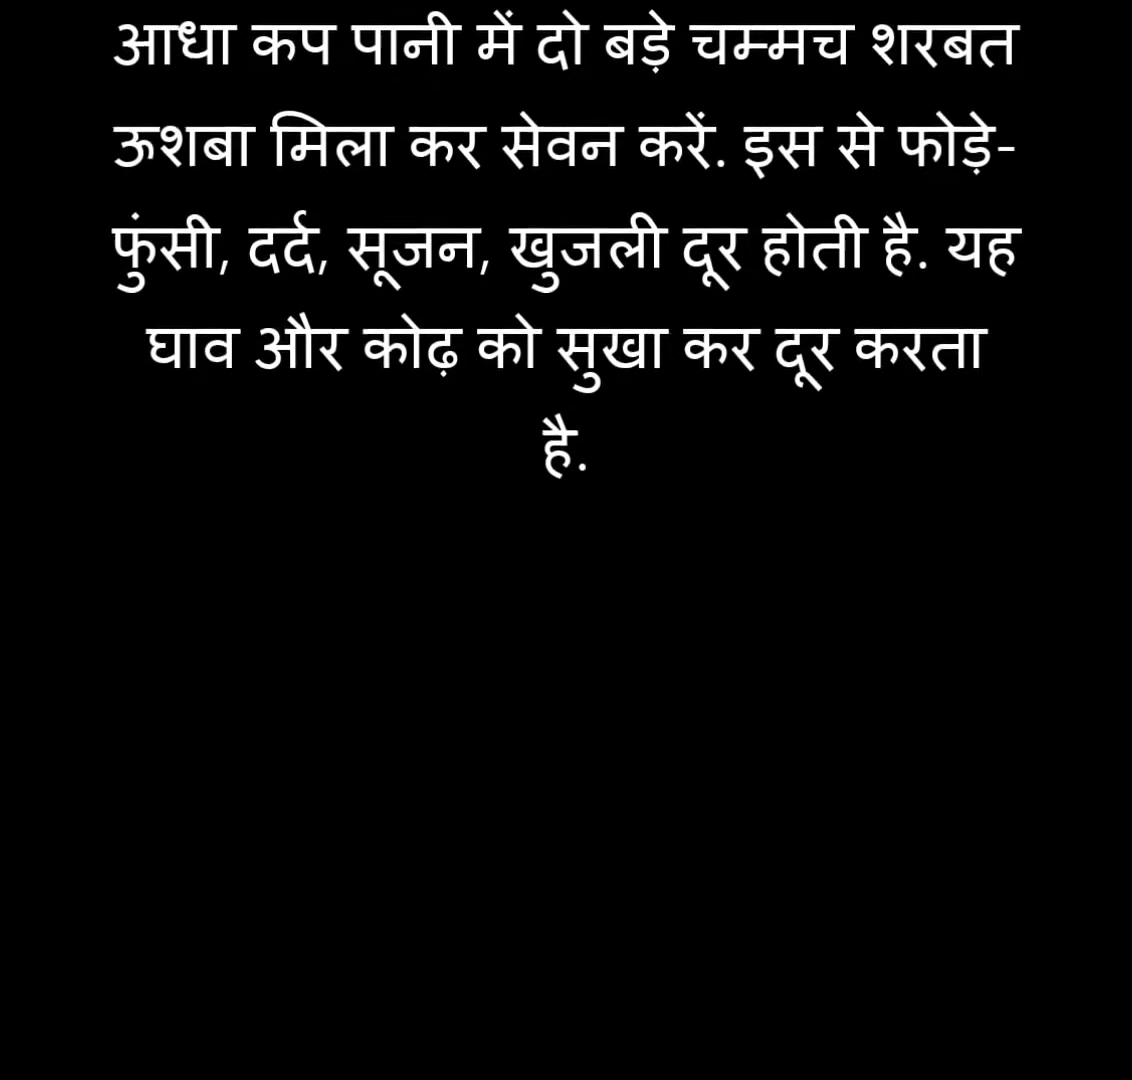 आधा कप पानी में दो बड़े चम्मच शरबत
ऊशबा मिला कर सेवन करें. इस से फोड़े-
फुंसी, दर्द, सूजन, खुजली दूर होती है. यह
घाव और कोढ़ को सुखा कर दूर करता
है.